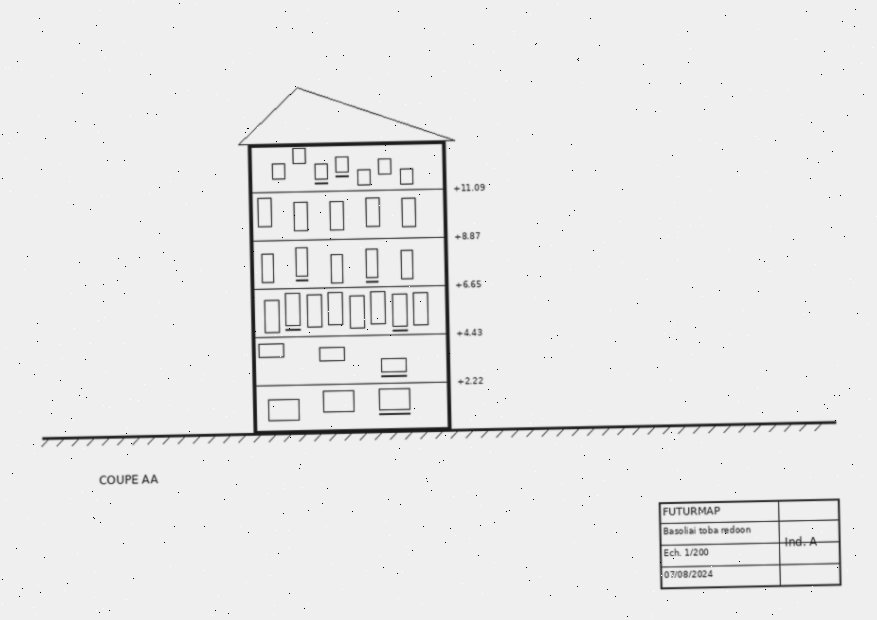 +11.09
+8.87
+6.65
+4.43
+2.22
COUPE AA
FUTURMAP
Basoliai toba redoon
Ind. A
Ech. 1/200
07/08/2024